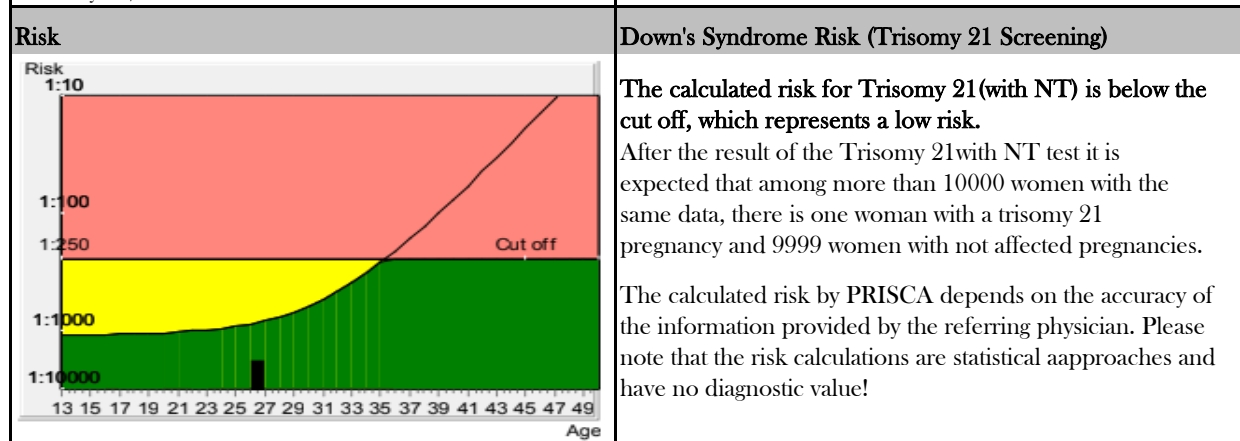 Risk
Down's Syndrome Risk (Trisomy 21 Screening)
Risk
1:10
1:100
1:250
Cut off
1:1000
1:10000
13 15 17 19 21 23 25 27 29 31 33 35 37 39 41 43 45 47 49
Age
The calculated risk for Trisomy 21(with NT) is below the
cut off, which represents a low risk.
After the result of the Trisomy 21with NT test it is
expected that among more than 10000 women with the
same data, there is one woman with a trisomy 21
pregnancy and 9999 women with not affected pregnancies.
The calculated risk by PRISCA depends on the accuracy of
the information provided by the referring physician. Please
note that the risk calculations are statistical aapproaches and
have no diagnostic value!